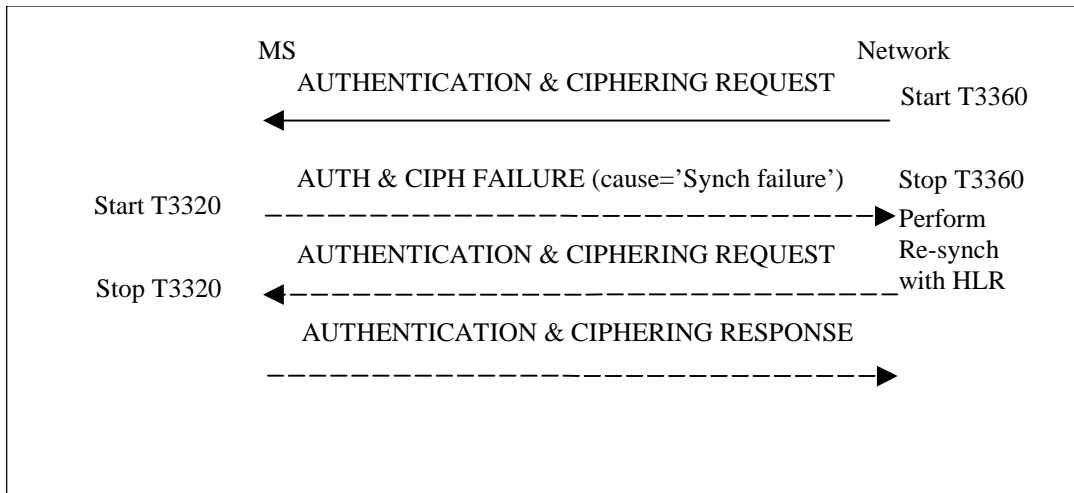 MS
Network
AUTHENTICATION & CIPHERING REQUEST
Start T3360
AUTH & CIPH FAILURE (cause=’Synch failure’)
Stop T3360
Start T3320
Perform
Re-synch
with HLR
AUTHENTICATION & CIPHERING REQUEST
Stop T3320
AUTHENTICATION & CIPHERING RESPONSE